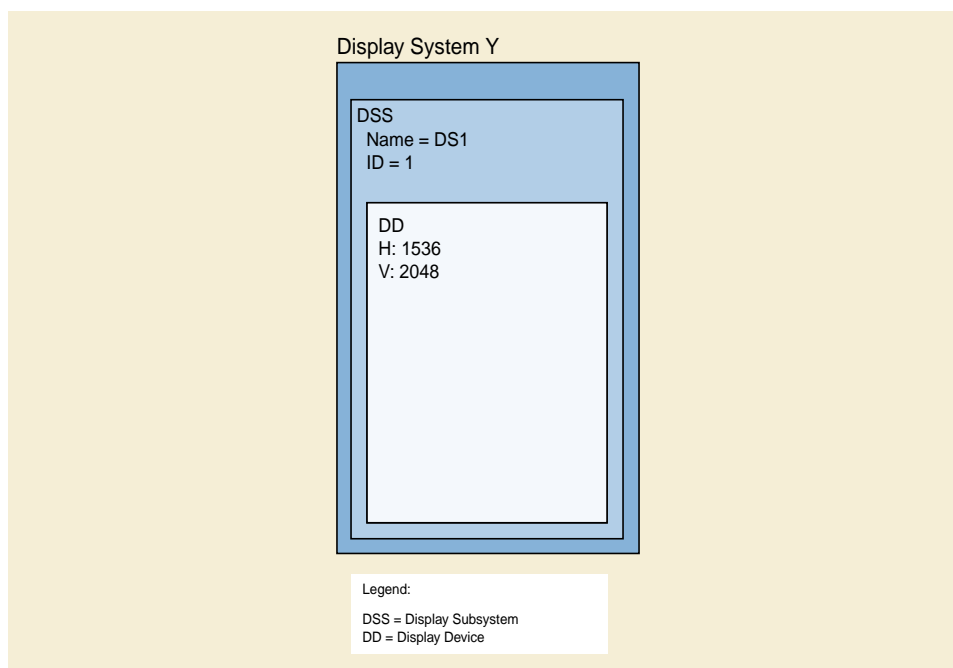 Display System Y
DSS
Name = DS1
ID = 1
DD
H: 1536
V: 2048
Legend:
DSS = Display Subsystem
DD = Display Device